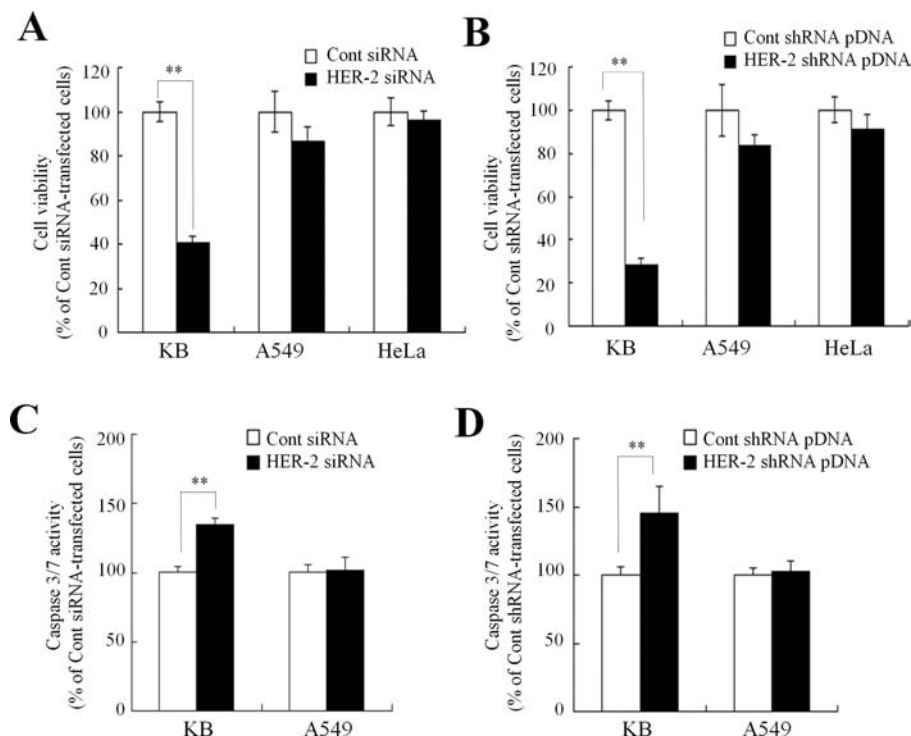 A
Cont siRNA
HER-2 siRNA
**
120
100
80
60
40
20
0
Cell viability
(% of Cont siRNA-transfected cells)
KB A549 HeLa
B
Cont shRNA pDNA
HER-2 shRNA pDNA
**
120
100
80
60
40
20
0
Cell viability
(% of Cont shRNA-transfected cells)
KB A549 HeLa
C
Cont siRNA
HER-2 siRNA
**
200
150
100
50
0
Caspase 3/7 activity
(% of Cont siRNA-transfected cells)
KB A549
D
Cont shRNA pDNA
HER-2 shRNA pDNA
**
200
150
100
50
0
Caspase 3/7 activity
(% of Cont shRNA-transfected cells)
KB A549